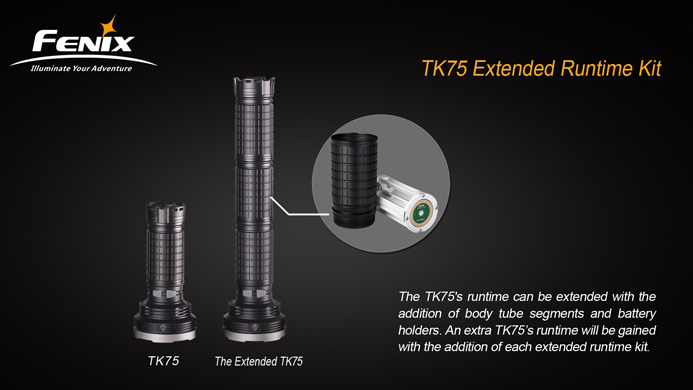 FENIX
Illuminate Your Adventure
TK75 Extended Runtime Kit
The TK75's runtime can be extended with the
addition of body tube segments and battery
holders. An extra TK75's runtime will be gained
with the addition of each extended runtime kit.
TK75
The Extended TK75